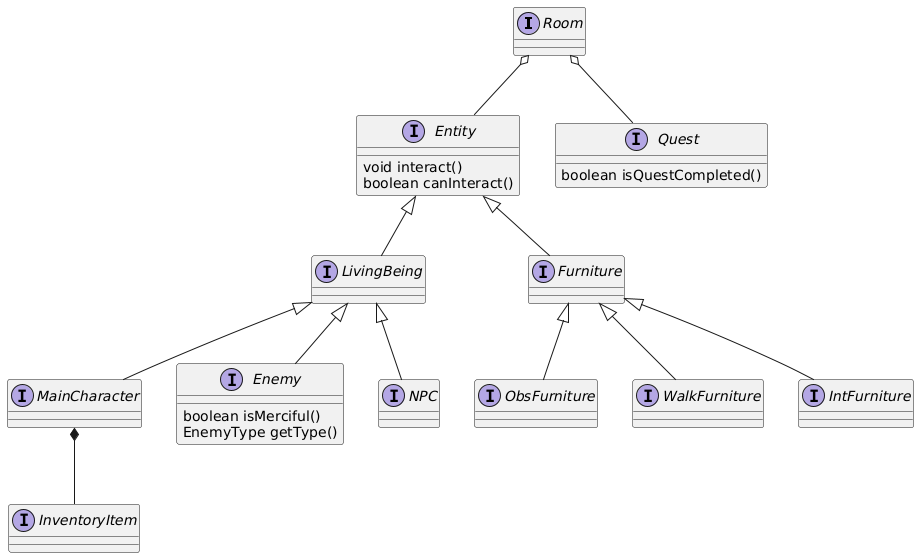 I Room
I Entity
void interact()
boolean canInteract()
I Quest
boolean isQuestCompleted()
I LivingBeing
I Furniture
I MainCharacter
I Enemy
boolean isMerciful()
EnemyType getType()
I NPC
I ObsFurniture
I WalkFurniture
I IntFurniture
I InventoryItem